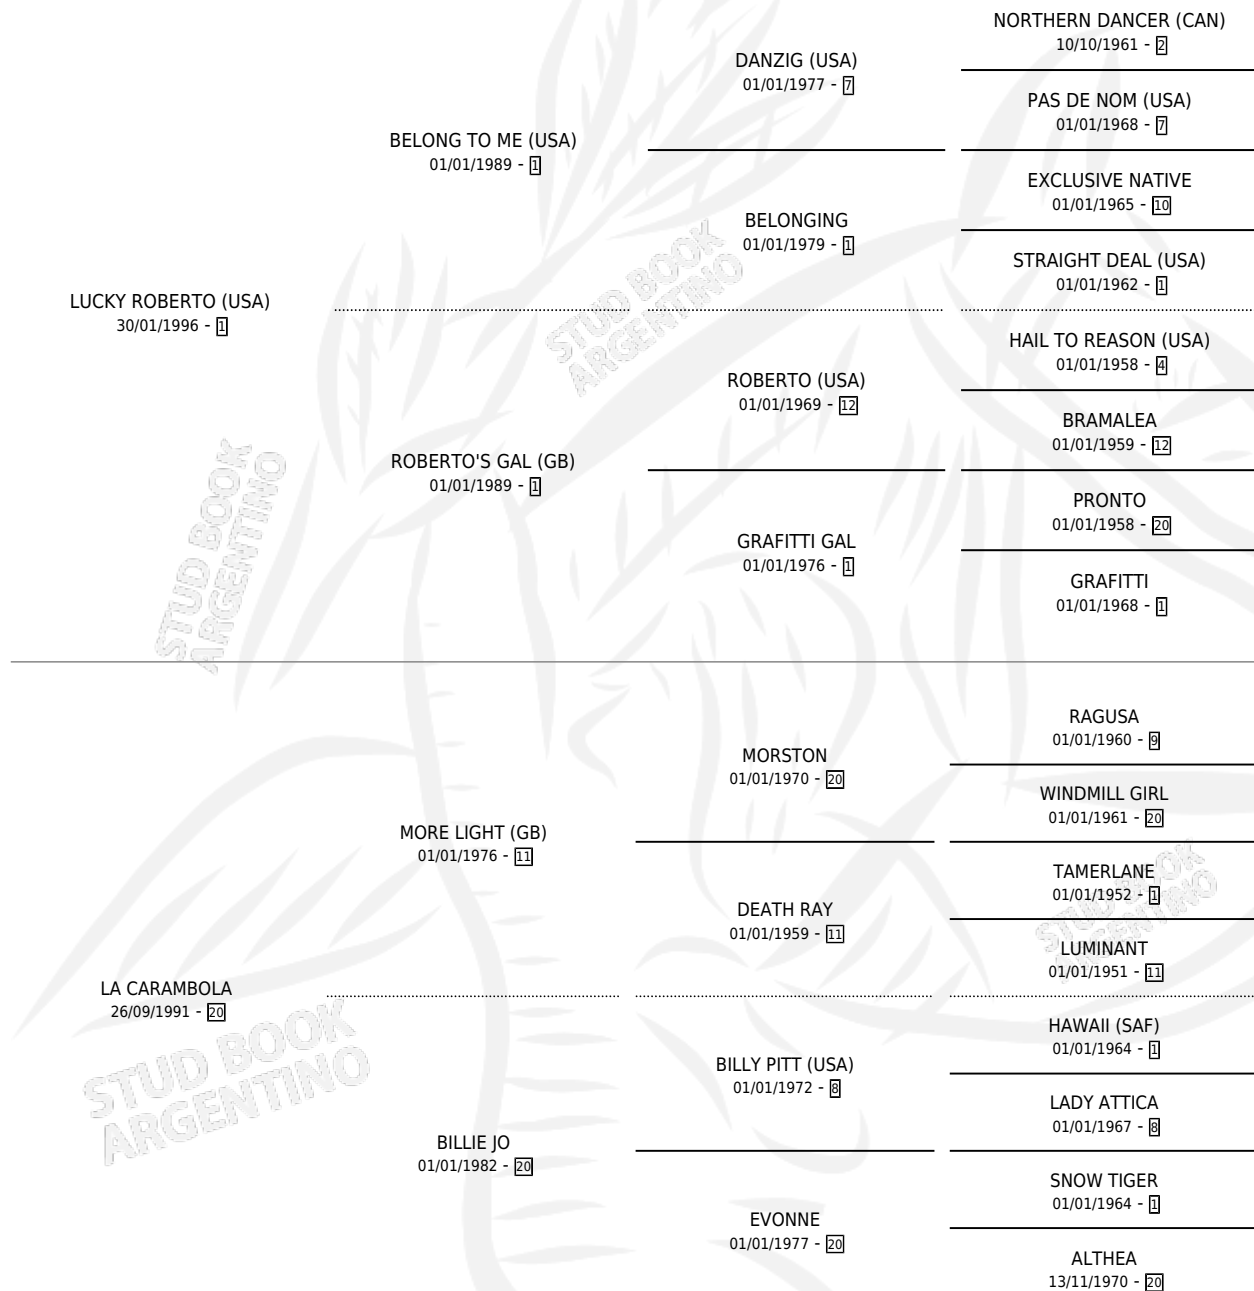 NORTHERN DANCER (CAN)
10/10/1961 - 2
DANZIG (USA)
01/01/1977 - 7
PAS DE NOM (USA)
01/01/1968 - 7
BELONG TO ME (USA)
01/01/1989 - 1
EXCLUSIVE NATIVE
01/01/1965 - 10
BELONGING
01/01/1979 - 1
STRAIGHT DEAL (USA)
01/01/1962 - 1
LUCKY ROBERTO (USA)
30/01/1996 - 1
HAIL TO REASON (USA)
01/01/1958 - 4
ROBERTO (USA)
01/01/1969 - 12
BRAMALEA
01/01/1959 - 12
ROBERTO'S GAL (GB)
01/01/1989 - 1
PRONTO
01/01/1958 - 20
GRAFITTI GAL
01/01/1976 - 1
GRAFITTI
01/01/1968 - 1
RAGUSA
01/01/1960 - 9
MORSTON
01/01/1970 - 20
WINDMILL GIRL
01/01/1961 - 20
MORE LIGHT (GB)
01/01/1976 - 11
TAMERLANE
01/01/1952 - 1
DEATH RAY
01/01/1959 - 11
LUMINANT
01/01/1951 - 11
LA CARAMBOLA
26/09/1991 - 20
HAWAII (SAF)
01/01/1964 - 1
BILLY PITT (USA)
01/01/1972 - 8
LADY ATTICA
01/01/1967 - 8
BILLIE JO
01/01/1982 - 20
SNOW TIGER
01/01/1964 - 1
EVONNE
01/01/1977 - 20
ALTHEA
13/11/1970 - 20
STUD BOOK
ARGENTINO
STUD BOOK
ARGENTINO
STUD BOOK
ARGENTINO
STUD BOOK
ARGENTINO